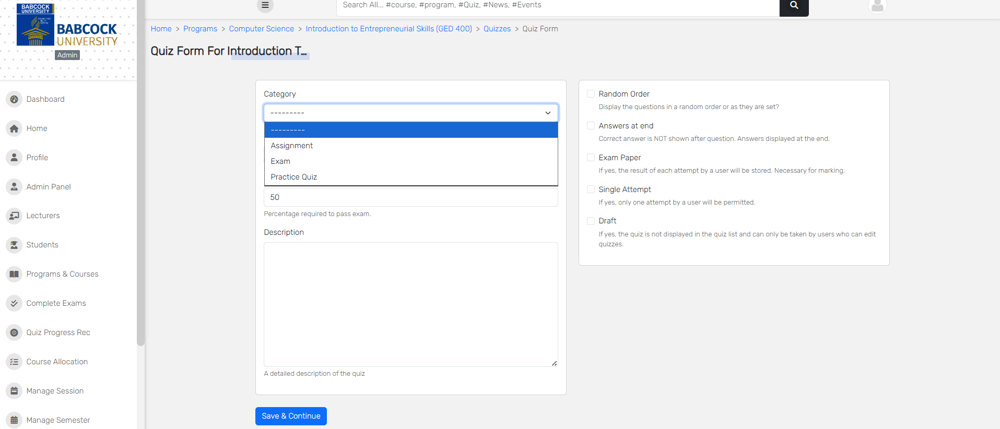 BABCOCK
UNIVERSITY
BABCOCK
UNIVERSITY
Admin
Dashboard
Home
Profile
Admin Panel
Lecturers
Students
Programs & Courses
Complete Exams
Quiz Progress Rec
Course Allocation
Manage Session
Manage Semester
Search All... #course, #program, #Quiz, #News, #Events
Home > Programs > Computer Science > Introduction to Entrepreneurial Skills (GED 400) > Quizzes > Quiz Form
Quiz Form For Introduction T...
Category
---------
---------
Assignment
Exam
Practice Quiz
50
Percentage required to pass exam.
Description
A detailed description of the quiz
Save & Continue
Random Order
Display the questions in a random order or as they are set?
Answers at end
Correct answer is NOT shown after question. Answers displayed at the end.
Exam Paper
If yes, the result of each attempt by a user will be stored. Necessary for marking.
Single Attempt
If yes, only one attempt by a user will be permitted.
Draft
If yes, the quiz is not displayed in the quiz list and can only be taken by users who can edit
quizzes.